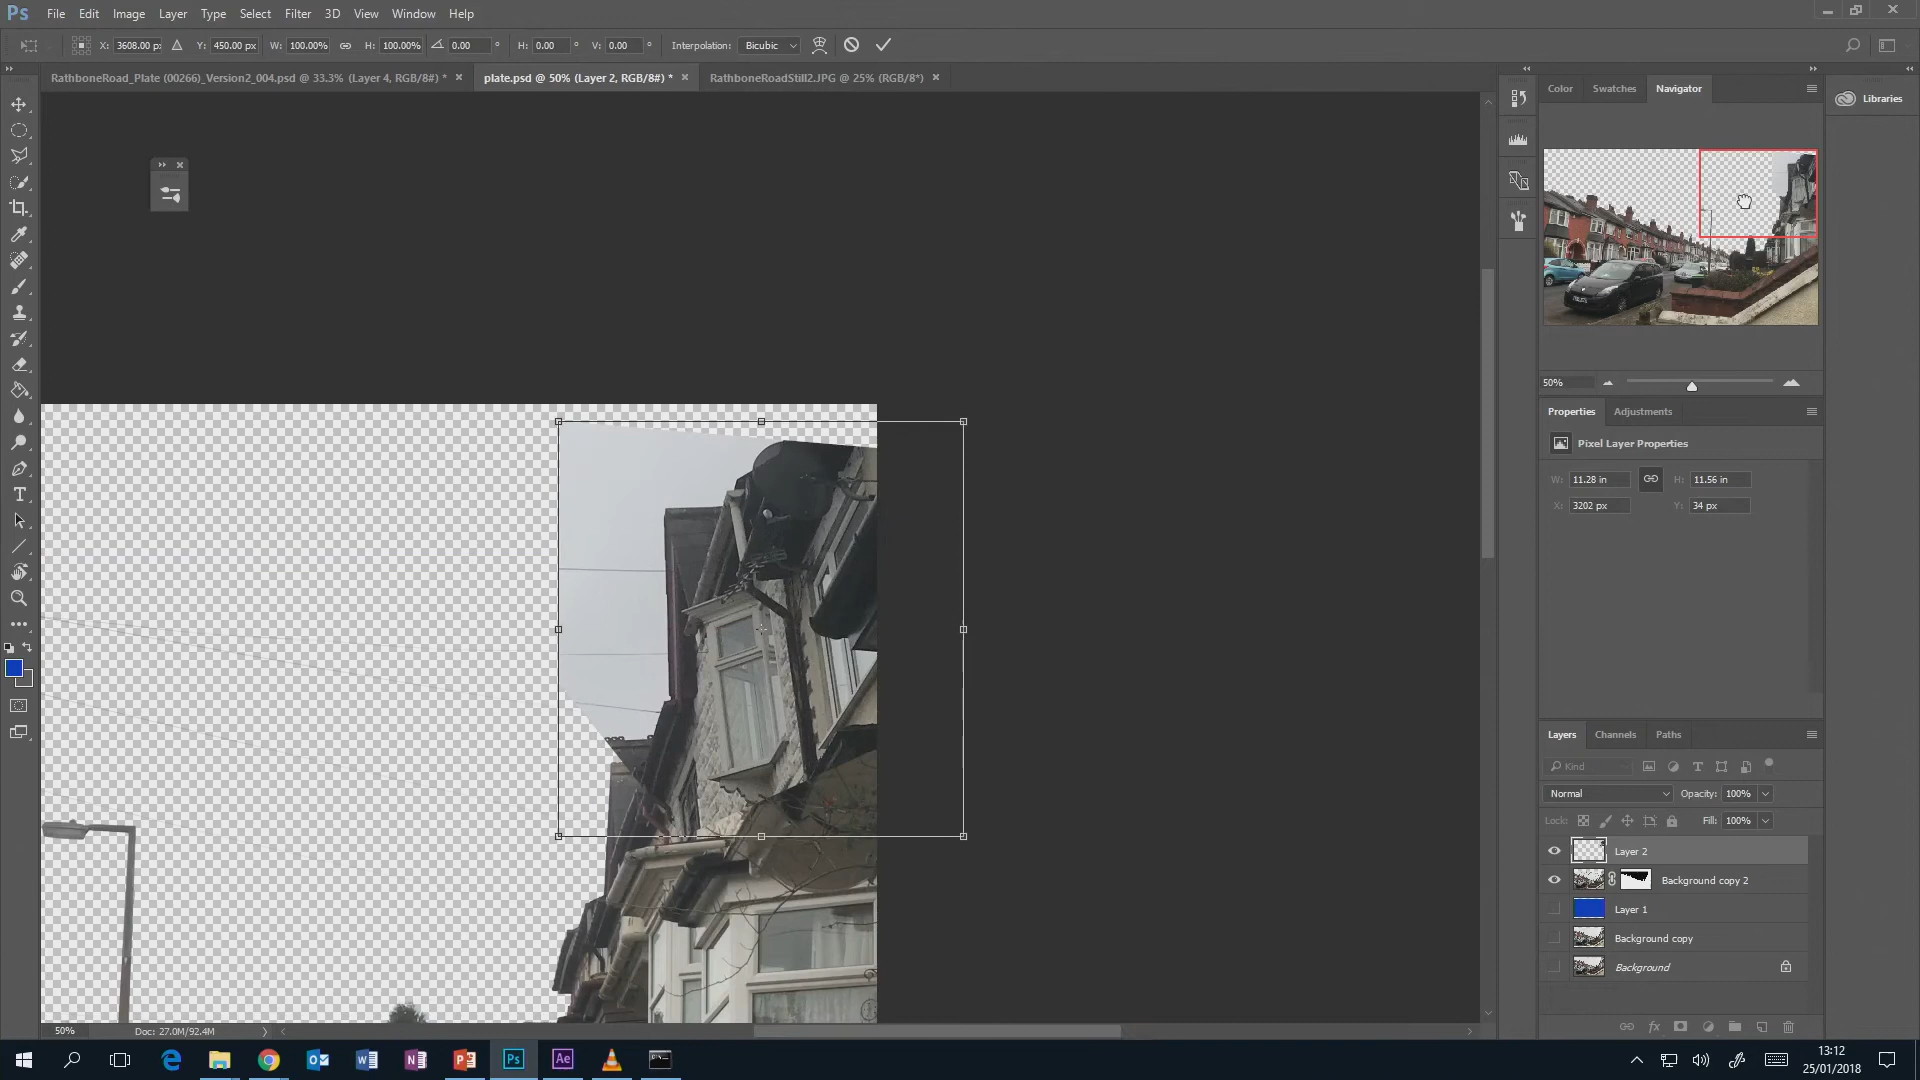 Ps File Edit Image Layer Type Select Filter 3D View Window Help
X: 3608.00 px Y: 450.00 px W: 100.00% H: 100.00% 0.00 ° H: 0.00 ° V: 0.00 ° Interpolation: Bicubic
RathboneRoad_Plate (00266)_Version2_004.psd @ 33.3% (Layer 4, RGB/8#) * × plate.psd @ 50% (Layer 2, RGB/8#) * × RathboneRoadStill2.JPG @ 25% (RGB/8*) ×
Color Swatches Navigator
Libraries
50%
Properties Adjustments
Pixel Layer Properties
W: 11.28 in H: 11.56 in
X: 3202 px Y: 34 px
Layers Channels Paths
Kind
Normal Opacity: 100%
Lock: Fill: 100%
Layer 2
Background copy 2
Layer 1
Background copy
Background
50% Doc: 27.0M/92.4M
Ps Ae
13:12
25/01/2018